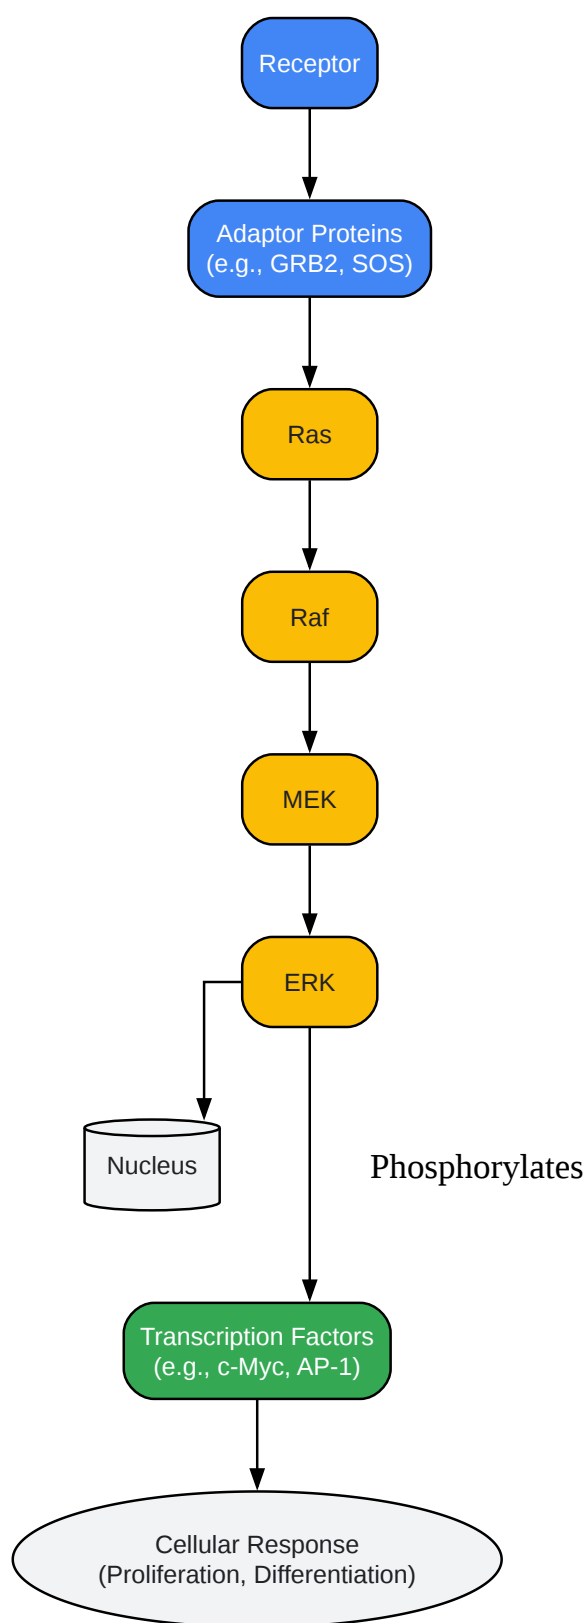 Receptor
Adaptor Proteins
(e.g., GRB2, SOS)
Ras
Raf
MEK
ERK
Nucleus
Phosphorylates
Transcription Factors
(e.g., c-Myc, AP-1)
Cellular Response
(Proliferation, Differentiation)